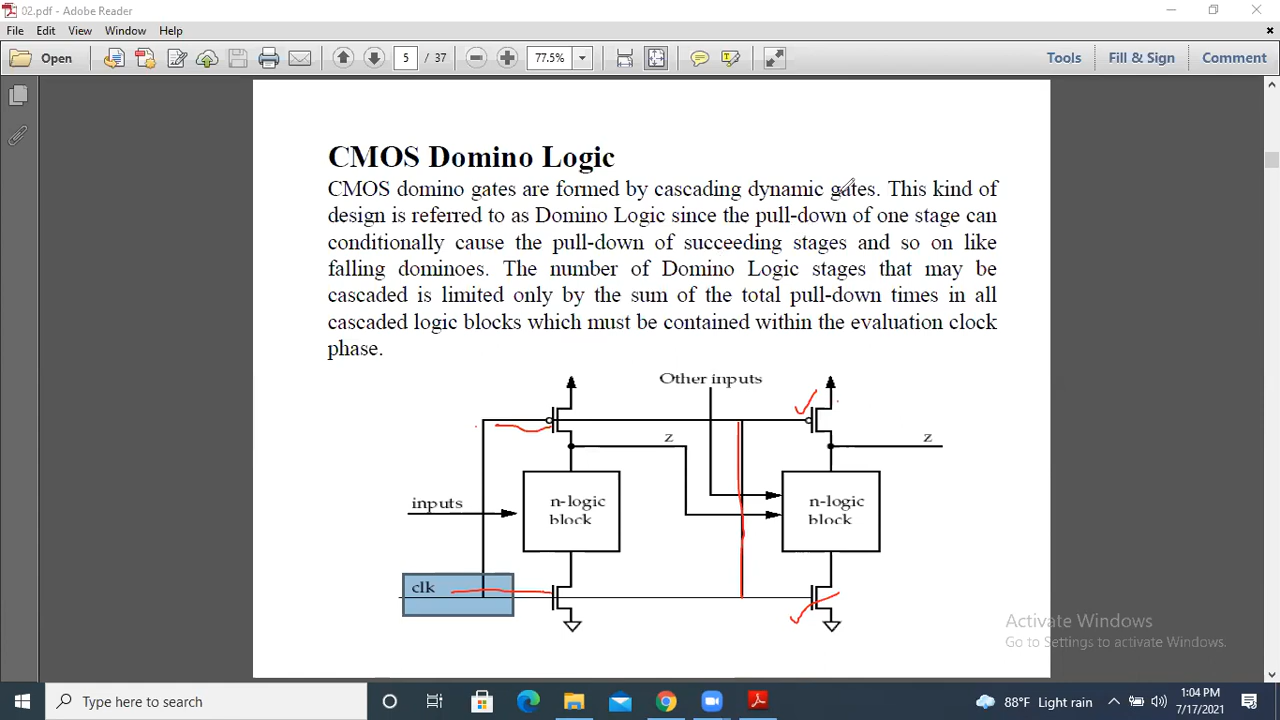 02.pdf - Adobe Reader
File Edit View Window Help
Open 5 / 37 77.5% Tools Fill & Sign Comment
CMOS Domino Logic
CMOS domino gates are formed by cascading dynamic gates. This kind of
design is referred to as Domino Logic since the pull-down of one stage can
conditionally cause the pull-down of succeeding stages and so on like
falling dominoes. The number of Domino Logic stages that may be
cascaded is limited only by the sum of the total pull-down times in all
cascaded logic blocks which must be contained within the evaluation clock
phase.
Other inputs
z z
inputs
n-logic n-logic
block block
clk
Activate Windows
Go to Settings to activate Windows.
Type here to search
88°F Light rain
1:04 PM
7/17/2021